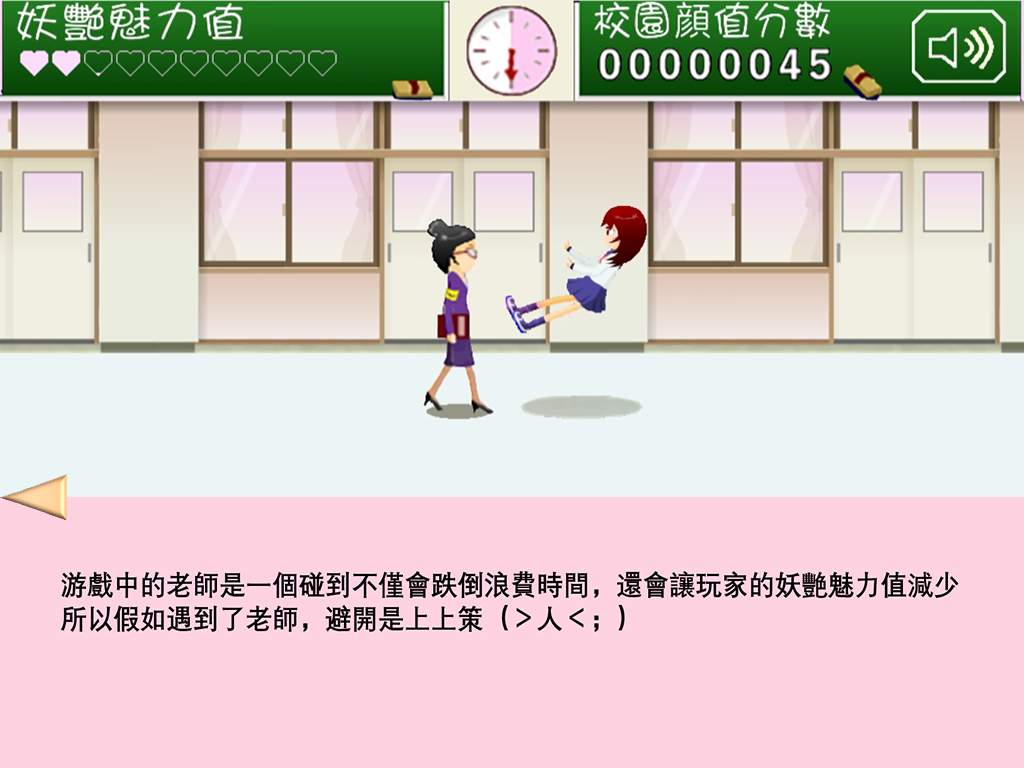 妖艷魅力值
校園顔值分數
00000045
游戲中的老師是一個碰到不僅會跌倒浪費時間，還會讓玩家的妖艷魅力值減少
所以假如遇到了老師，避開是上上策（＞人＜；）